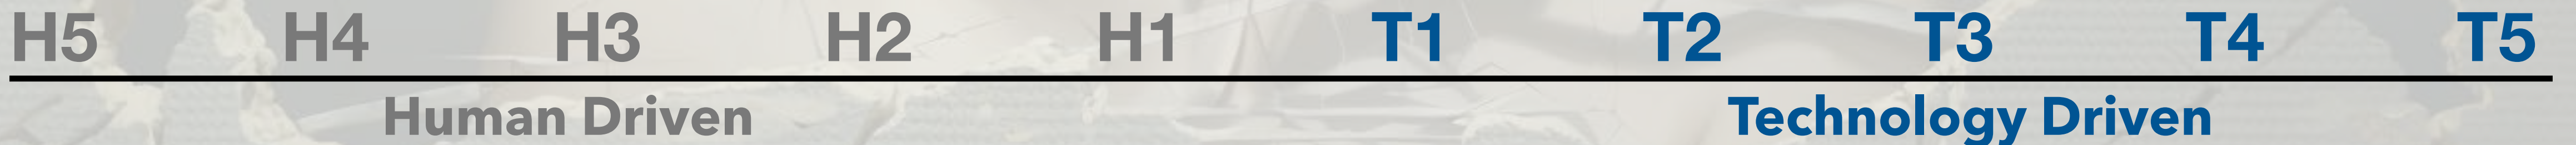 H5 H4 H3 H2 H1 T1 T2 T3 T4 T5
Human Driven Technology Driven